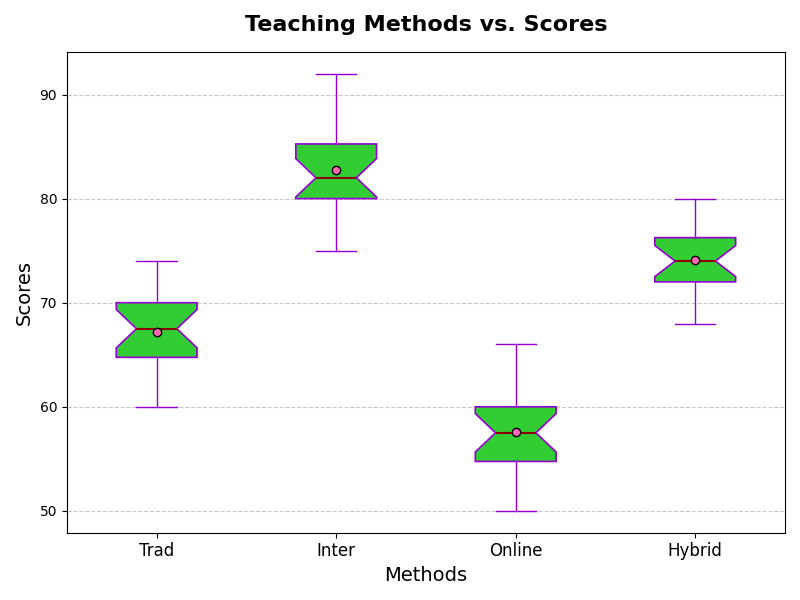 Teaching Methods vs. Scores
90
80
70
60
50
Scores
Trad Inter Online Hybrid
Methods